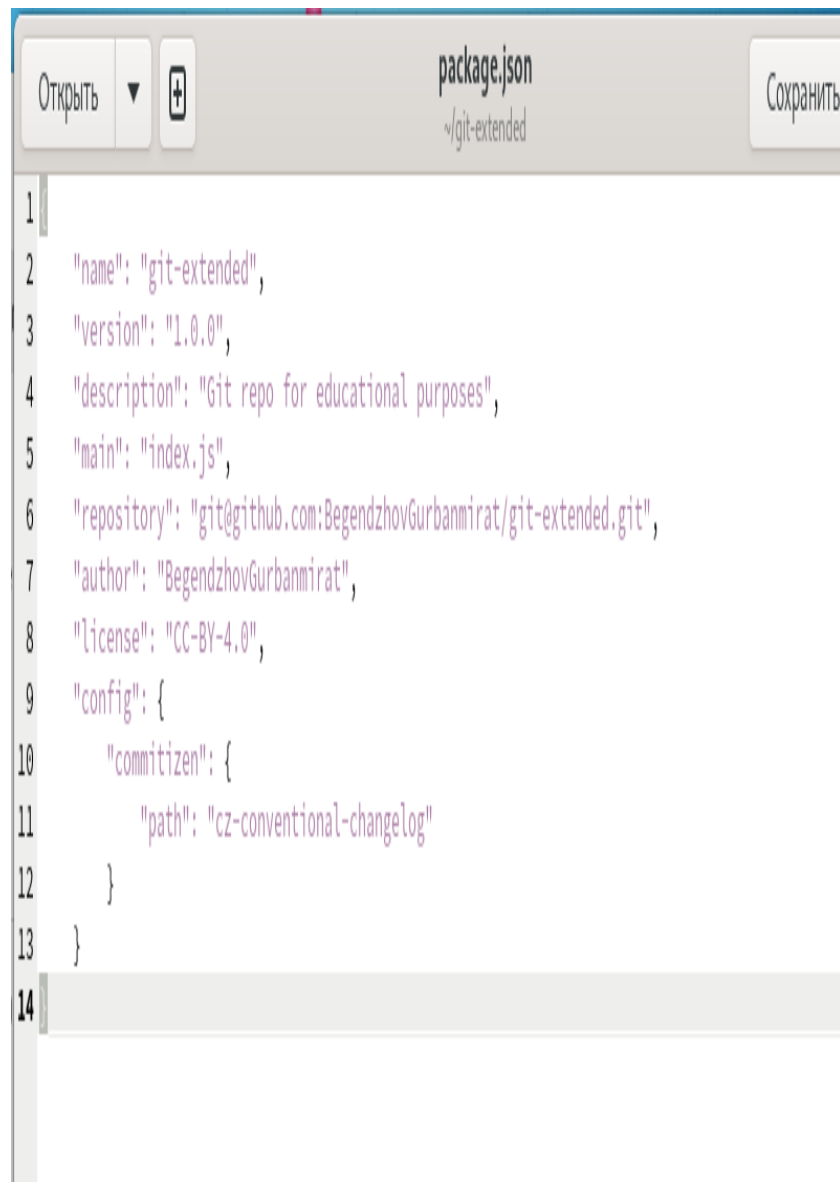 Открыть
package.json
~/git-extended
Сохранить
1 {
2 "name": "git-extended",
3 "version": "1.0.0",
4 "description": "Git repo for educational purposes",
5 "main": "index.js",
6 "repository": "git@github.com:BegendzhovGurbanmirat/git-extended.git",
7 "author": "BegendzhovGurbanmirat",
8 "license": "CC-BY-4.0",
9 "config": {
10 "commitizen": {
11 "path": "cz-conventional-changelog"
12 }
13 }
14 }